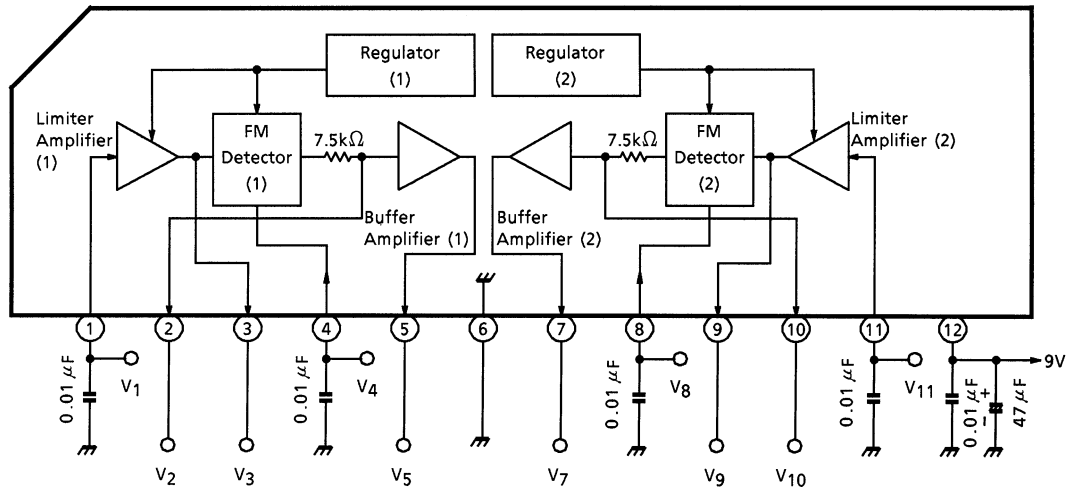 Regulator
(1)
Regulator
(2)
Limiter
Amplifier
(1)
FM
Detector
(1)
7.5kΩ
7.5kΩ
FM
Detector
(2)
Limiter
Amplifier (2)
Buffer
Amplifier (1)
Buffer
Amplifier (2)
1
2
3
4
5
6
7
8
9
10
11
12
0.01 μF
V1
0.01 μF
V4
0.01 μF
V8
0.01 μF
V11
0.01 μF
+
−
47 μF
9V
V2
V3
V5
V7
V9
V10